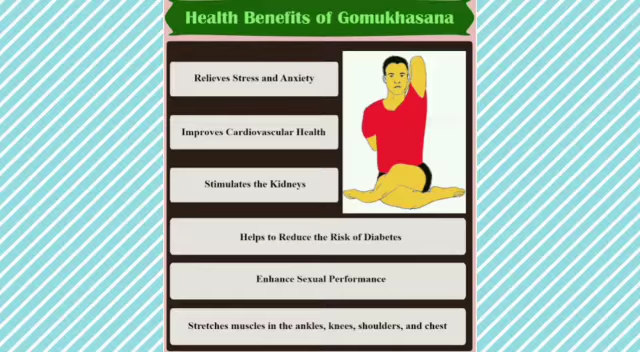 Health Benefits of Gomukhasana
Relieves Stress and Anxiety
Improves Cardiovascular Health
Stimulates the Kidneys
Helps to Reduce the Risk of Diabetes
Enhance Sexual Performance
Stretches muscles in the ankles, knees, shoulders, and chest